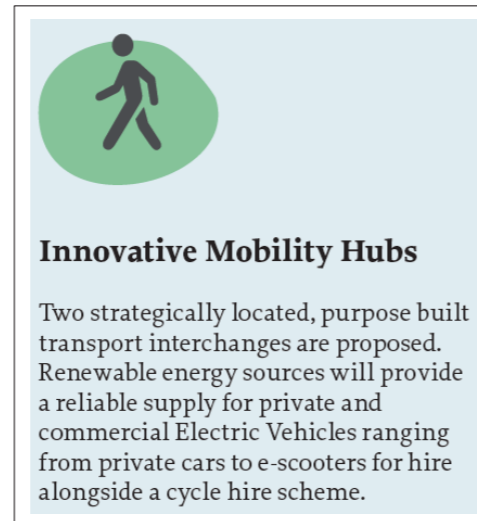 Innovative Mobility Hubs
Two strategically located, purpose built
transport interchanges are proposed.
Renewable energy sources will provide
a reliable supply for private and
commercial Electric Vehicles ranging
from private cars to e-scooters for hire
alongside a cycle hire scheme.